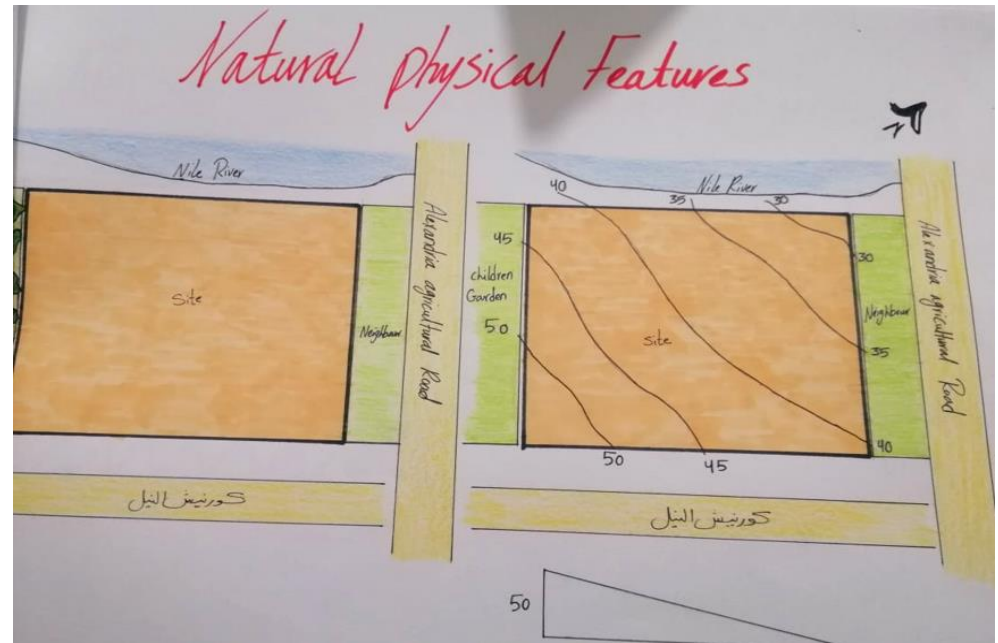 Natural physical Features
Nile River
Site
Neighbour
Alexandria agricultural Road
كورنيش النيل
Nile River
40
35
30
45
children
Garden
50
Site
30
Neighbour
35
40
50
45
Alexandria agricultural Road
كورنيش النيل
50